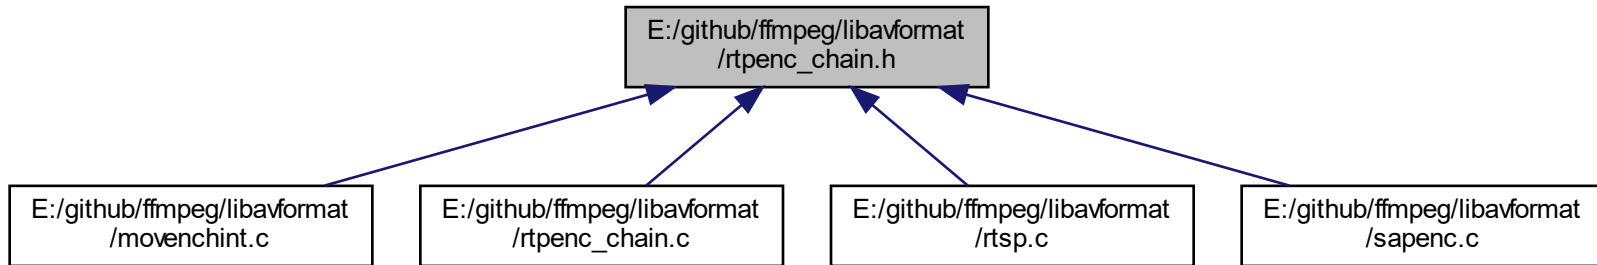 E:/github/ffmpeg/libavformat
/rtpenc_chain.h
E:/github/ffmpeg/libavformat
/movenchint.c
E:/github/ffmpeg/libavformat
/rtpenc_chain.c
E:/github/ffmpeg/libavformat
/rtsp.c
E:/github/ffmpeg/libavformat
/sapenc.c